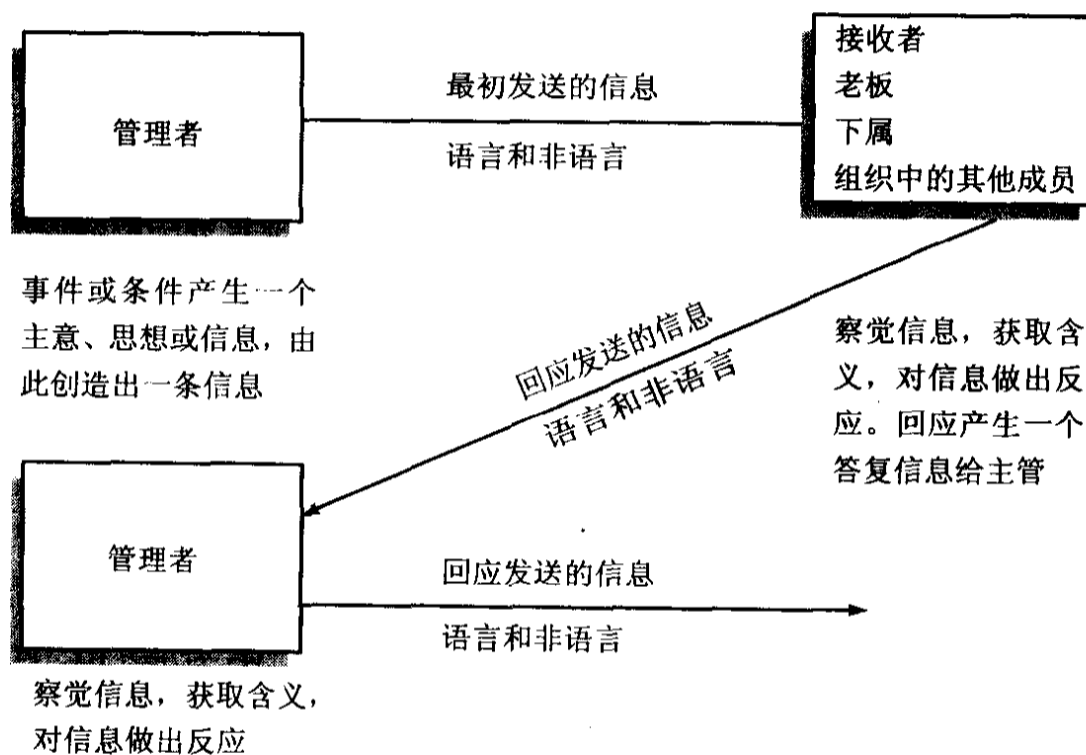 管理者
最初发送的信息
语言和非语言
接收者
老板
下属
组织中的其他成员
事件或条件产生一个
主意、思想或信息，由
此创造出一条信息
回应发送的信息
语言和非语言
察觉信息，获取含
义，对信息做出反
应。回应产生一个
答复信息给主管
管理者
回应发送的信息
语言和非语言
察觉信息，获取含义，
对信息做出反应